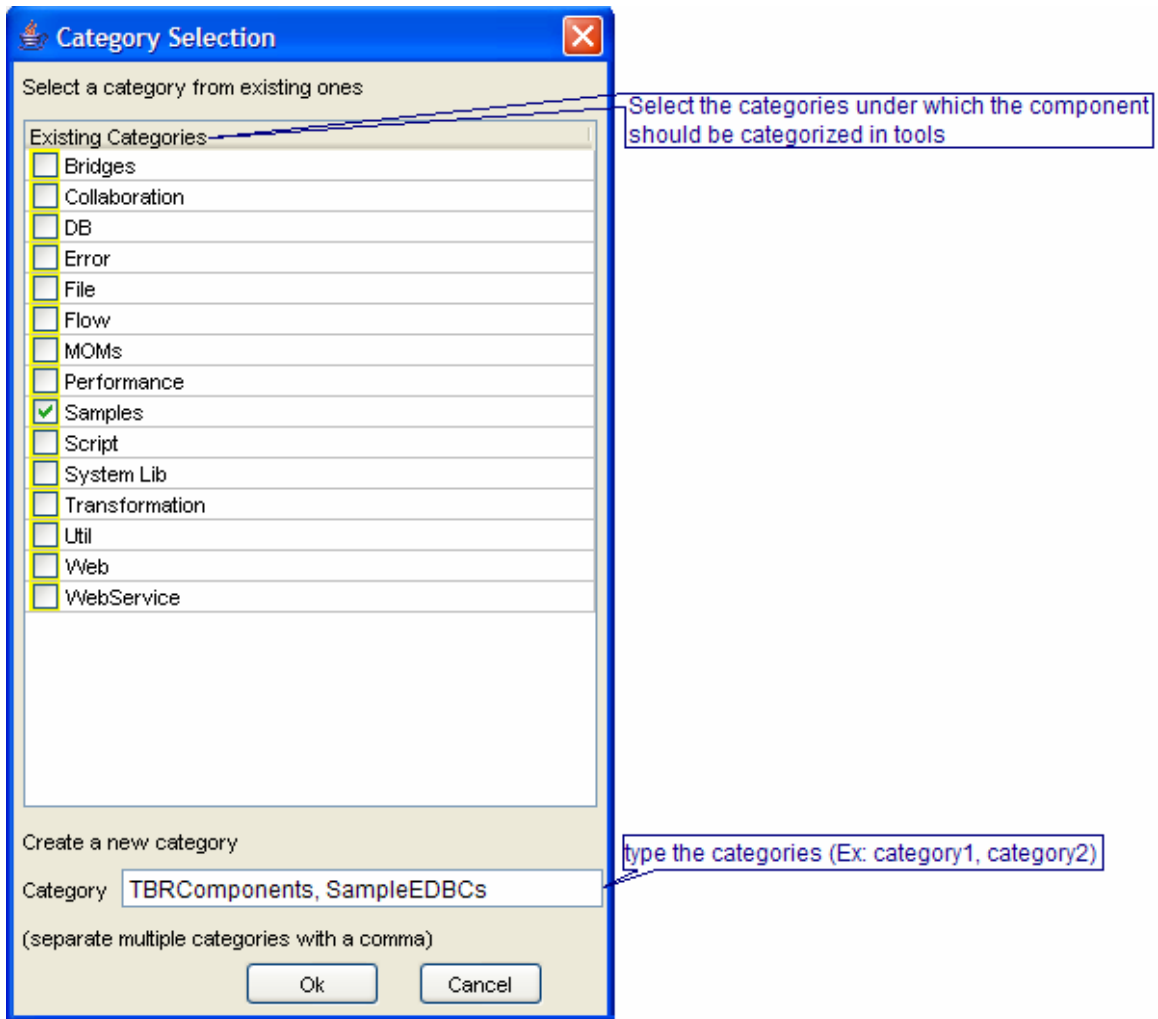 Category Selection
Select a category from existing ones
Select the categories under which the component
should be categorized in tools
Existing Categories
Bridges
Collaboration
DB
Error
File
Flow
MOMs
Performance
Samples
Script
System Lib
Transformation
Util
Web
WebService
Create a new category
type the categories (Ex: category1, category2)
Category TBRComponents, SampleEDBCs
(separate multiple categories with a comma)
Ok Cancel